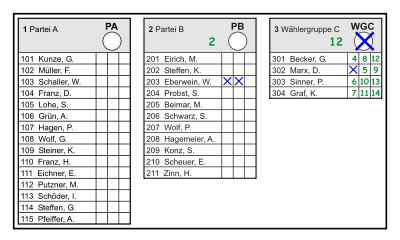 1 Partei A PA
101 Kunze, G.
102 Müller, F.
103 Schaller, W.
104 Franz, D.
105 Lohe, S.
106 Grün, A.
107 Hagen, P.
108 Wolf, G.
109 Steiner, K.
110 Franz, H.
111 Eichner, E.
112 Putzner, M.
113 Schöder, I.
114 Steffen, G.
115 Pfeiffer, A.
2 Partei B PB
2
201 Eirich, M.
202 Steffen, K.
203 Eberwein, W. X X
204 Probst, S.
205 Beimar, M.
206 Schwarz, S.
207 Wolf, P.
208 Hagemeier, A.
209 Konz, S.
210 Scheuer, E.
211 Zinn, H.
3 Wählergruppe C WGC
12 X
301 Becker, G. 4 8 12
302 Marx, D. X 5 9
303 Sinner, P. 6 10 13
304 Graf, K. 7 11 14